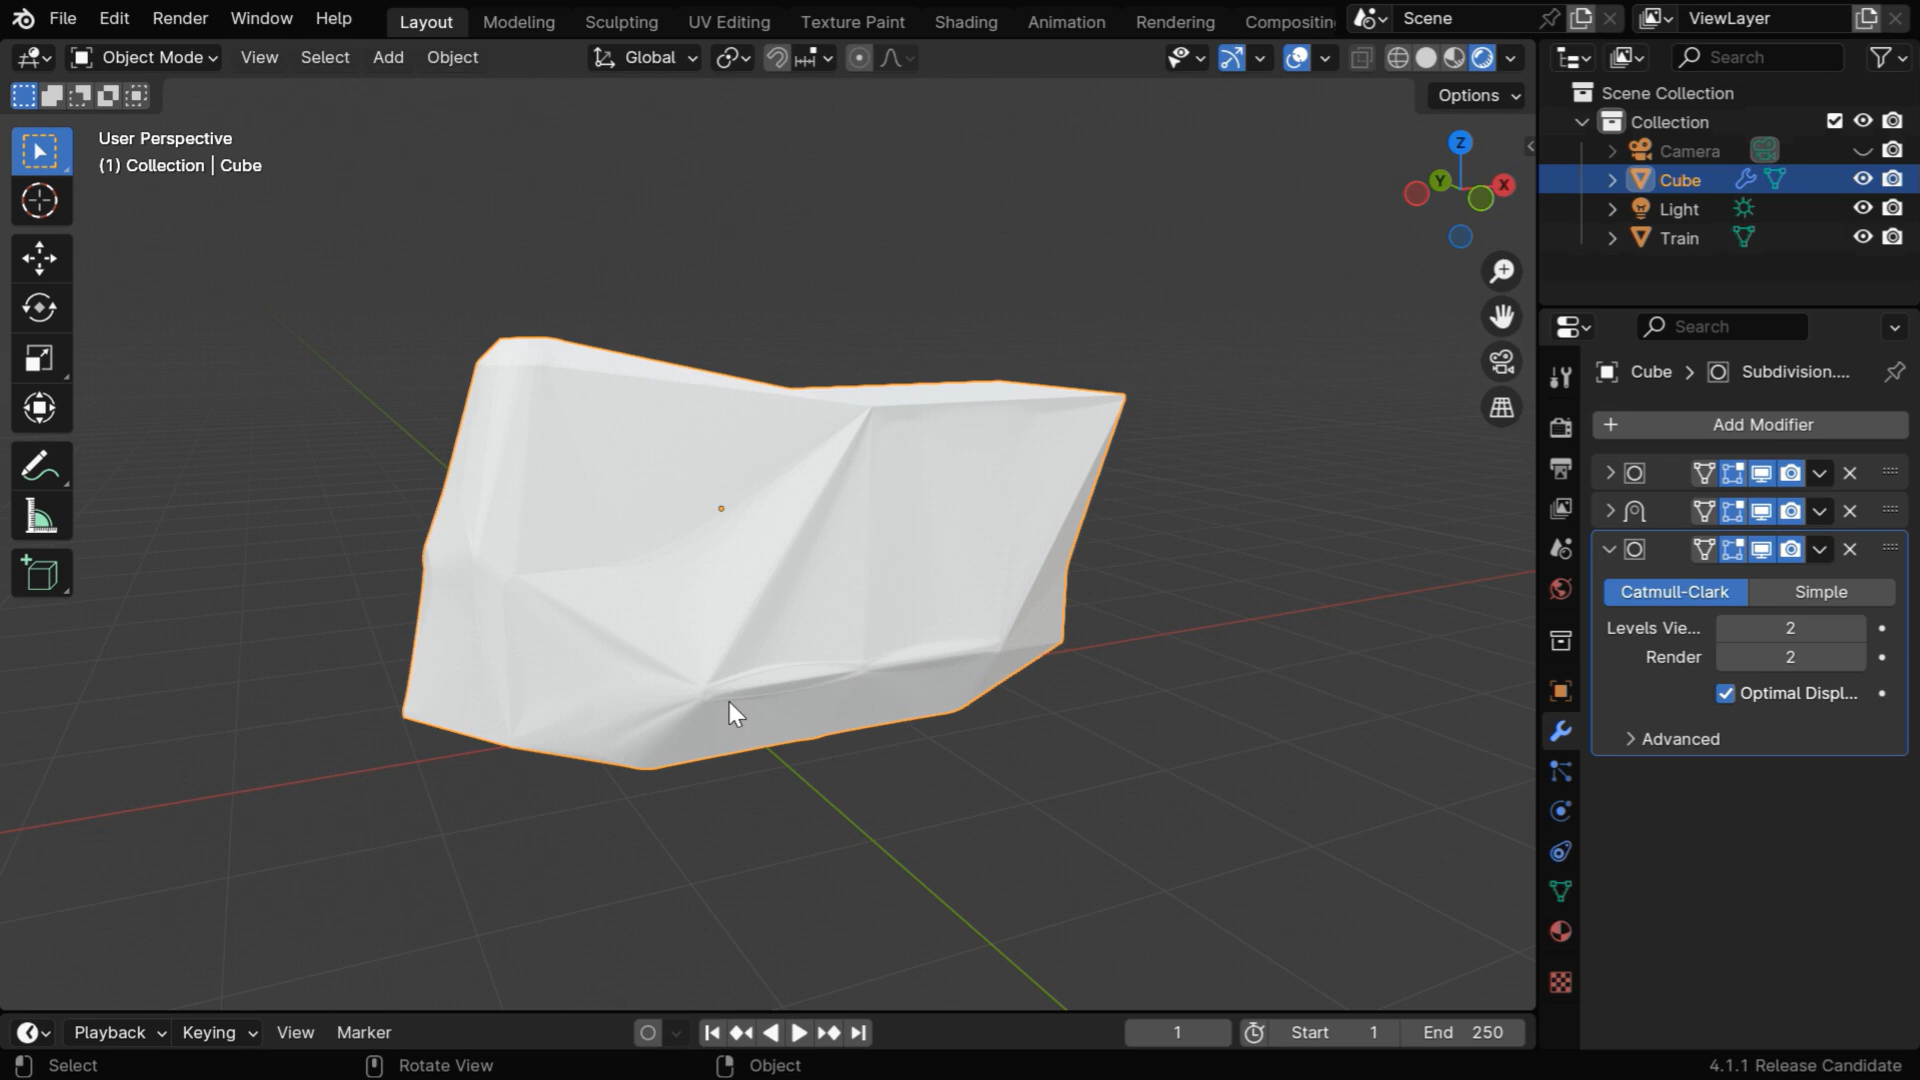 File Edit Render Window Help
Layout Modeling Sculpting UV Editing Texture Paint Shading Animation Rendering Compositin
Scene
ViewLayer
Object Mode View Select Add Object
Global
Search
Options
User Perspective
(1) Collection | Cube
Z
Y
X
Scene Collection
Collection
Camera
Cube
Light
Train
Search
Cube > Subdivision....
+ Add Modifier
Catmull-Clark Simple
Levels Vie... 2
Render 2
Optimal Displ...
Advanced
Playback Keying View Marker
1
Start 1
End 250
Select
Rotate View
Object
4.1.1 Release Candidate